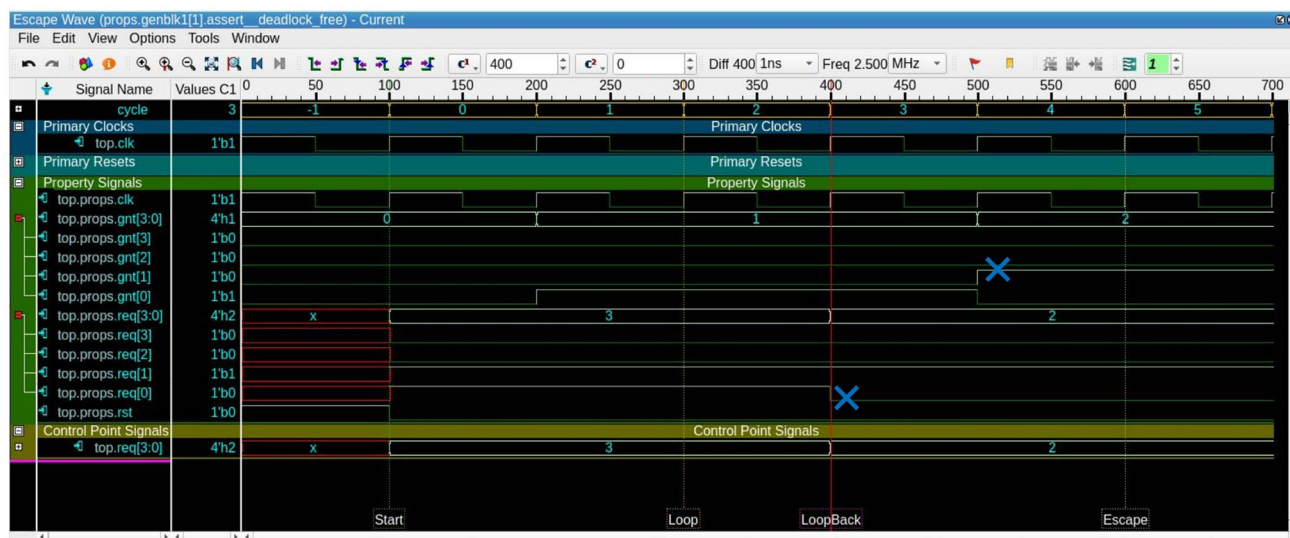 Escape Wave (props.genblk1[1].assert__deadlock_free) - Current
File Edit View Options Tools Window
C1 400 C2 0 Diff 400 1ns Freq 2.500 MHz 1
Signal Name Values C1 0 50 100 150 200 250 300 350 400 450 500 550 600 650 700
cycle 3 -1 0 1 2 3 4 5
Primary Clocks Primary Clocks
top.clk 1'b1
Primary Resets Primary Resets
Property Signals Property Signals
top.props.clk 1'b1
top.props.gnt[3:0] 4'h1 0 1 2
top.props.gnt[3] 1'b0
top.props.gnt[2] 1'b0
top.props.gnt[1] 1'b0
top.props.gnt[0] 1'b1
top.props.req[3:0] 4'h2 x 3 2
top.props.req[3] 1'b0
top.props.req[2] 1'b0
top.props.req[1] 1'b1
top.props.req[0] 1'b0
top.props.rst 1'b0
Control Point Signals Control Point Signals
top.req[3:0] 4'h2 x 3 2
Start Loop LoopBack Escape